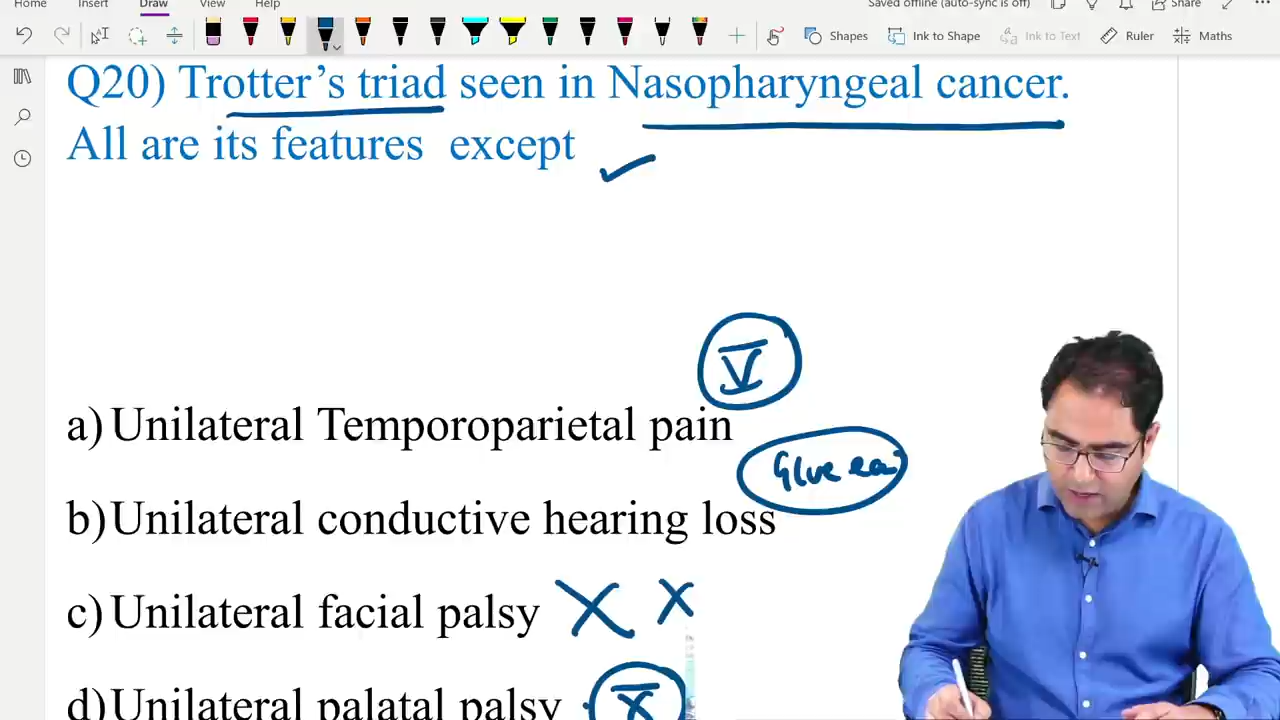 Home Insert Draw View Help Saved offline (auto-sync is off) Share
Shapes Ink to Shape Ink to Text Ruler Maths
Q20) Trotter's triad seen in Nasopharyngeal cancer.
All are its features except
V
a) Unilateral Temporoparietal pain
Glue ear
b) Unilateral conductive hearing loss
c) Unilateral facial palsy X X
d) Unilateral palatal palsy X